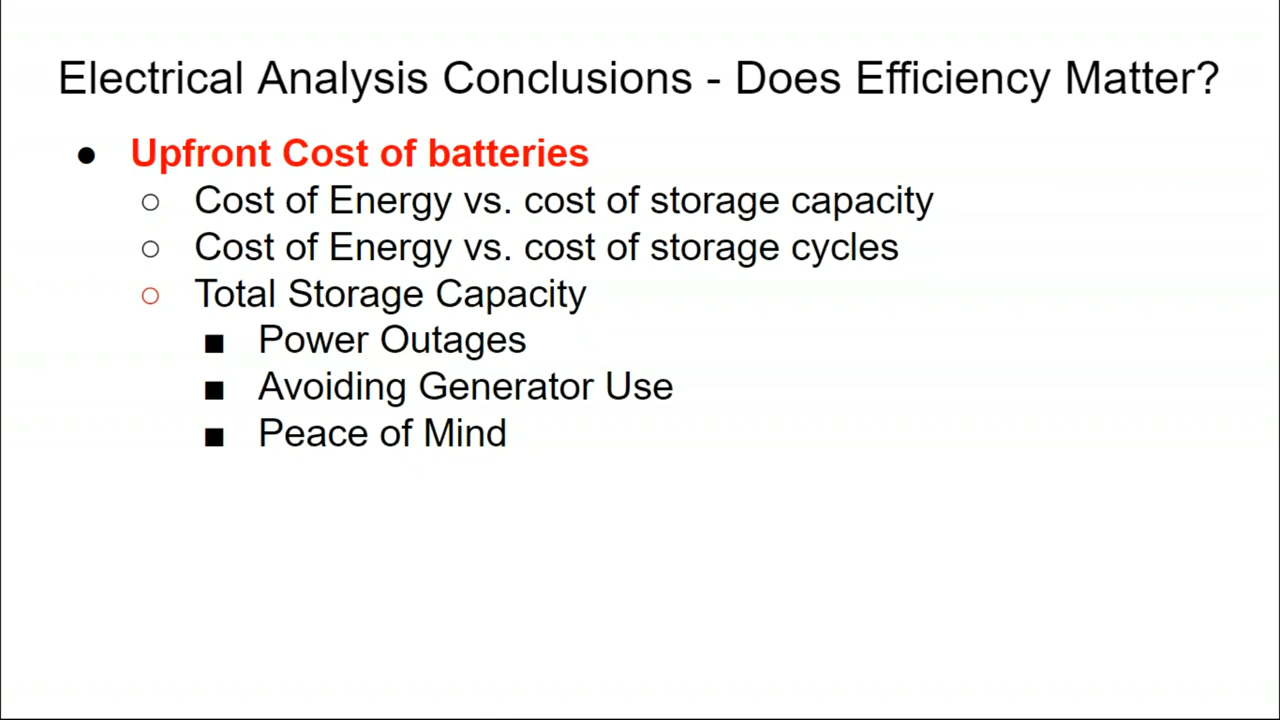 Electrical Analysis Conclusions - Does Efficiency Matter?
● Upfront Cost of batteries
○ Cost of Energy vs. cost of storage capacity
○ Cost of Energy vs. cost of storage cycles
○ Total Storage Capacity
■ Power Outages
■ Avoiding Generator Use
■ Peace of Mind